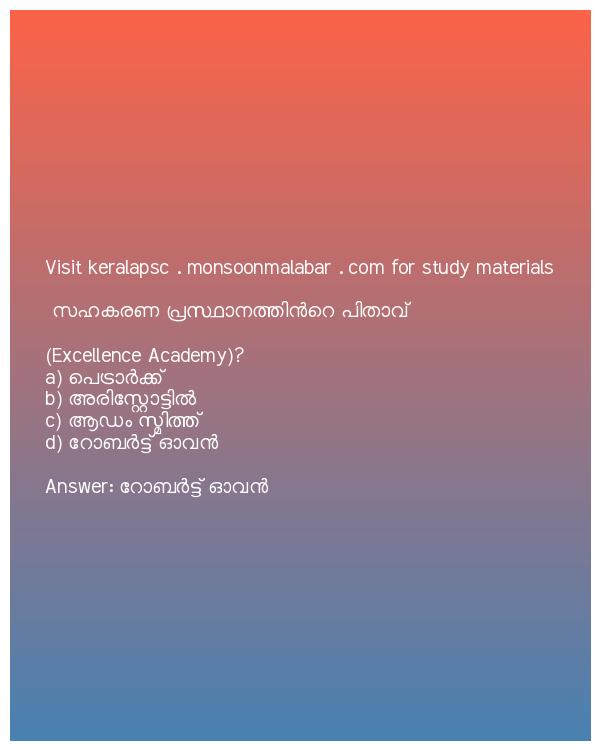 Visit keralapsc . monsoonmalabar . com for study materials
സഹകരണ പ്രസ്ഥാനത്തിൻറെ പിതാവ്
(Excellence Academy)?
a) പെട്രാർക്ക്
b) അരിസ്റ്റോട്ടിൽ
c) ആഡം സ്മിത്ത്
d) റോബർട്ട് ഓവൻ
Answer: റോബർട്ട് ഓവൻ